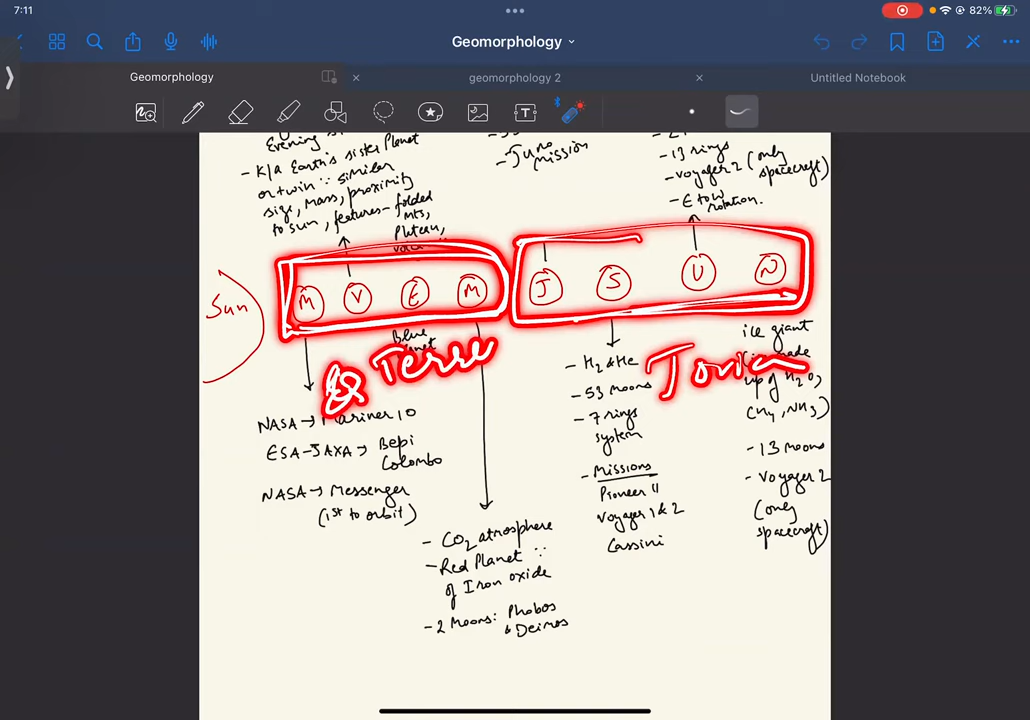 7:11
82%
Geomorphology
Geomorphology
geomorphology 2
Untitled Notebook
Evening
- K/a Earth's sister Planet
or twin ∵ similar
size, Mass, proximity
to sun, features - folded
Mts,
Plateau,
- Juno
mission
- 13 rings
- Voyager 2 (only
spacecraft)
- E to W
rotation.
Sun
M V E M J S U N
Blue
Planet
& Terre
Jovian
NASA → Mariner 10
ESA-JAXA → Bepi
Colombo
NASA → Messenger
(1st to orbit)
- CO2 atmosphere
- Red Planet ∵
of Iron oxide
- 2 Moons: Phobos
& Deimos
- H2 & He
- 53 Moons
- 7 rings
system
- Missions
Pioneer 11
Voyager 1 & 2
Cassini
ice giant
made
up of H2O,
CH4, NH3)
- 13 Moons
- Voyager 2
(only
spacecraft)